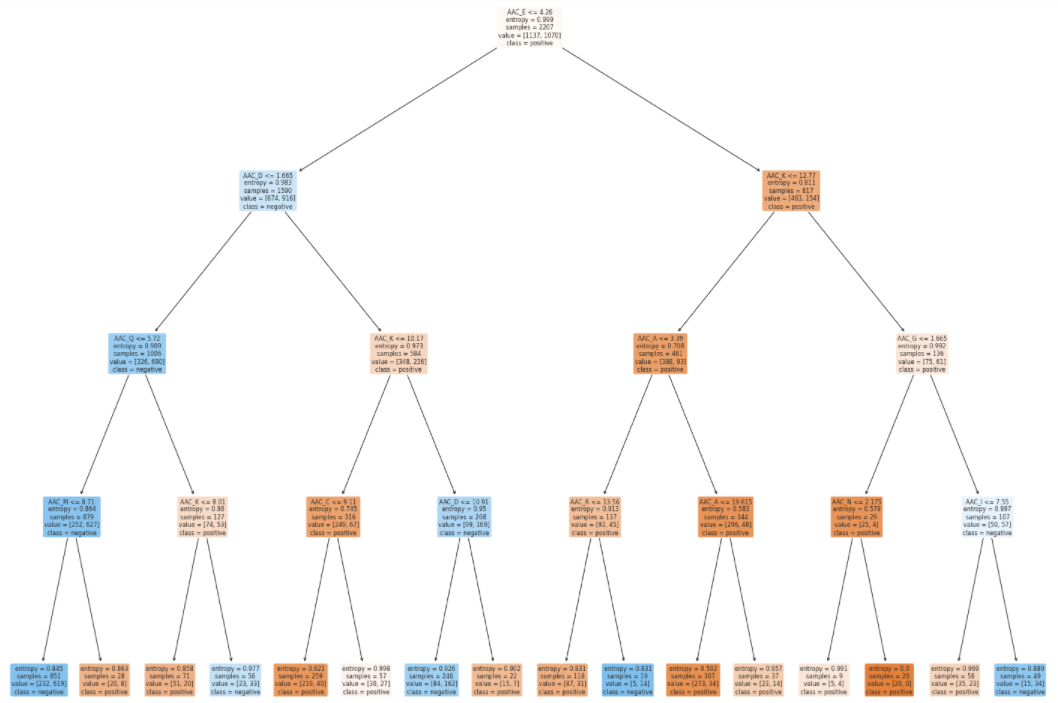 AAC_E <= 4.26
entropy = 0.999
samples = 2207
value = [1137, 1070]
class = positive
AAC_D <= 1.665
entropy = 0.983
samples = 1590
value = [674, 916]
class = negative
AAC_K <= 12.77
entropy = 0.811
samples = 617
value = [463, 154]
class = positive
AAC_Q <= 5.72
entropy = 0.909
samples = 1006
value = [326, 680]
class = negative
AAC_K <= 10.17
entropy = 0.973
samples = 584
value = [348, 236]
class = positive
AAC_A <= 3.39
entropy = 0.708
samples = 481
value = [388, 93]
class = positive
AAC_G <= 1.665
entropy = 0.992
samples = 136
value = [75, 61]
class = positive
AAC_M <= 8.71
entropy = 0.864
samples = 879
value = [252, 627]
class = negative
AAC_K <= 8.01
entropy = 0.98
samples = 127
value = [74, 53]
class = positive
AAC_C <= 9.11
entropy = 0.745
samples = 316
value = [249, 67]
class = positive
AAC_D <= 10.91
entropy = 0.95
samples = 268
value = [99, 169]
class = negative
AAC_R <= 13.56
entropy = 0.913
samples = 137
value = [92, 45]
class = positive
AAC_A <= 19.615
entropy = 0.583
samples = 344
value = [296, 48]
class = positive
AAC_N <= 2.175
entropy = 0.579
samples = 29
value = [25, 4]
class = positive
AAC_I <= 7.55
entropy = 0.997
samples = 107
value = [50, 57]
class = negative
entropy = 0.845
samples = 851
value = [232, 619]
class = negative
entropy = 0.863
samples = 28
value = [20, 8]
class = positive
entropy = 0.858
samples = 71
value = [51, 20]
class = positive
entropy = 0.977
samples = 56
value = [23, 33]
class = negative
entropy = 0.621
samples = 259
value = [219, 40]
class = positive
entropy = 0.998
samples = 57
value = [30, 27]
class = positive
entropy = 0.926
samples = 246
value = [84, 162]
class = negative
entropy = 0.902
samples = 22
value = [15, 7]
class = positive
entropy = 0.831
samples = 118
value = [87, 31]
class = positive
entropy = 0.831
samples = 19
value = [5, 14]
class = negative
entropy = 0.502
samples = 307
value = [273, 34]
class = positive
entropy = 0.957
samples = 37
value = [23, 14]
class = positive
entropy = 0.991
samples = 9
value = [5, 4]
class = positive
entropy = 0.0
samples = 20
value = [20, 0]
class = positive
entropy = 0.969
samples = 58
value = [35, 23]
class = positive
entropy = 0.889
samples = 49
value = [15, 34]
class = negative